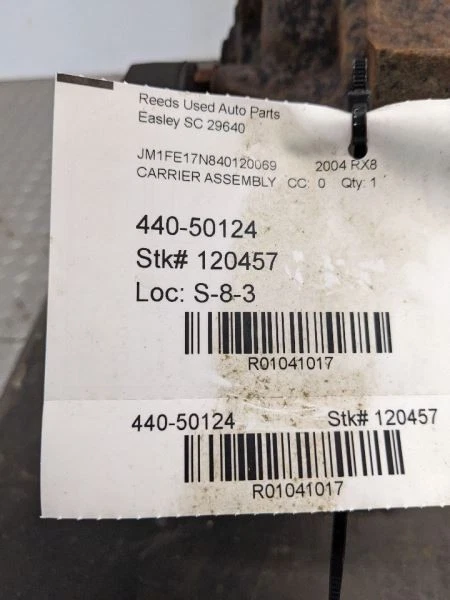 Reeds Used Auto Parts
Easley SC 29640
JM1FE17N840120069 2004 RX8
CARRIER ASSEMBLY CC: 0 Qty: 1
440-50124
Stk# 120457
Loc: S-8-3
R01041017
440-50124 Stk# 120457
R01041017